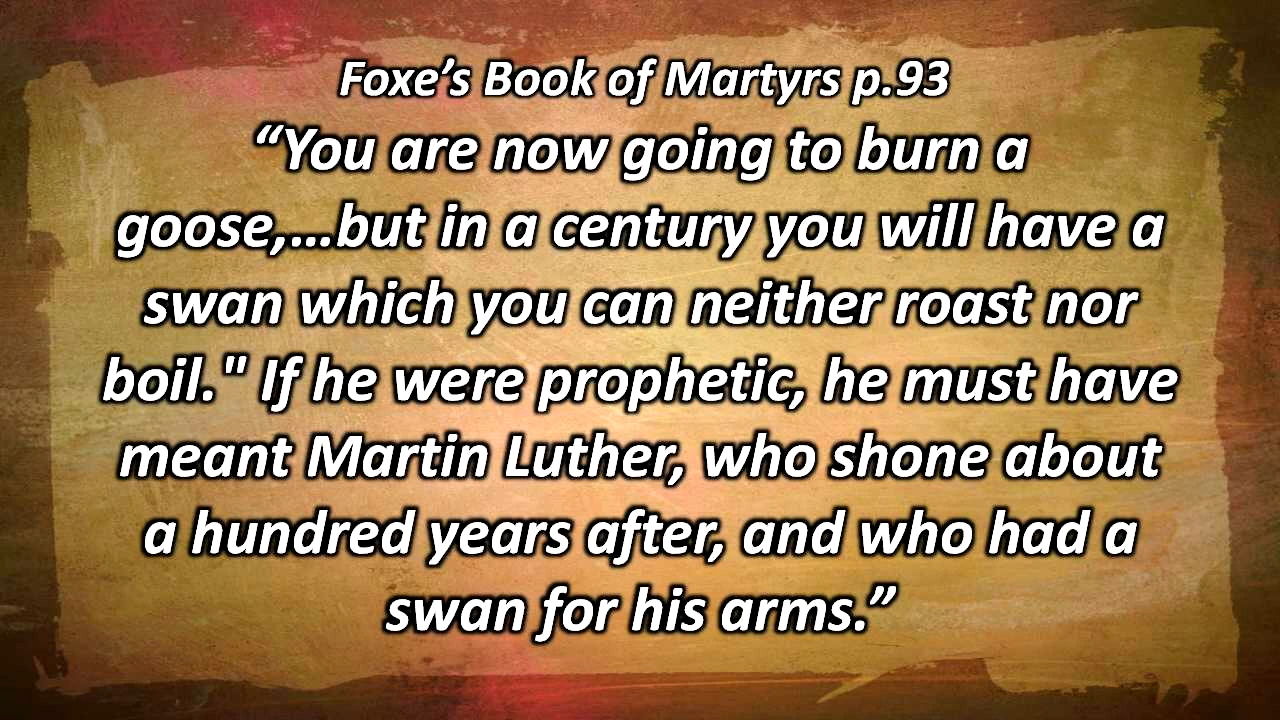 Foxe’s Book of Martyrs p.93
“You are now going to burn a
goose,…but in a century you will have a
swan which you can neither roast nor
boil." If he were prophetic, he must have
meant Martin Luther, who shone about
a hundred years after, and who had a
swan for his arms.”